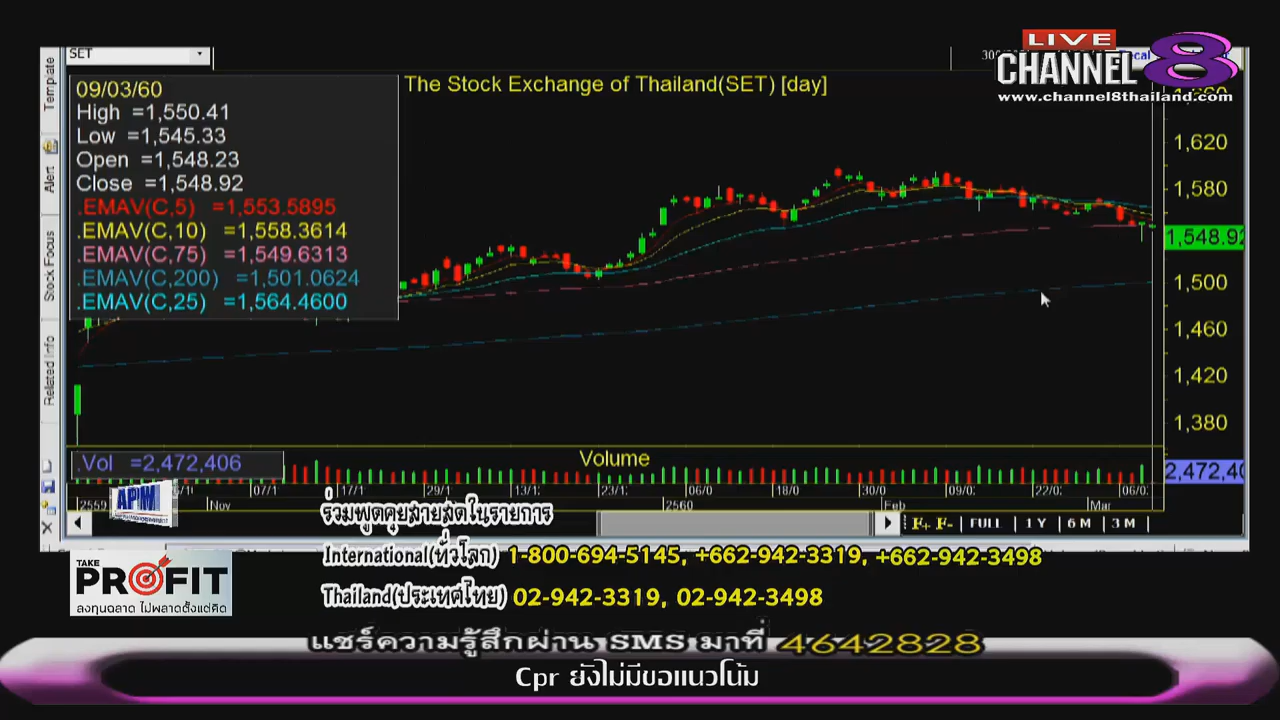 SET
LIVE
CHANNEL 8
www.channel8thailand.com
Template
Alert
Stock Focus
Related Info
The Stock Exchange of Thailand(SET) [day]
09/03/60
High =1,550.41
Low =1,545.33
Open =1,548.23
Close =1,548.92
.EMAV(C,5) =1,553.5895
.EMAV(C,10) =1,558.3614
.EMAV(C,75) =1,549.6313
.EMAV(C,200) =1,501.0624
.EMAV(C,25) =1,564.4600
1,620
1,580
1,548.92
1,500
1,460
1,420
1,380
.Vol =2,472,406
Volume
2,472,40
2559 Nov 07/1 17/1 29/1 13/1 23/1 2560 06/0 18/0 30/0 Feb 09/0 22/0 Mar 06/0
F+ F- FULL 1 Y 6 M 3 M
APM
ร่วมพูดคุยสายสดในรายการ
International(ทั่วโลก) 1-800-694-5145, +662-942-3319, +662-942-3498
Thailand(ประเทศไทย) 02-942-3319, 02-942-3498
TAKE
PROFIT
ลงทุนฉลาด ไม่พลาดตั้งแต่คิด
แชร์ความรู้สึกผ่าน SMS มาที่ 4642828
Cpr ยังไม่มีขอแนวโน้ม